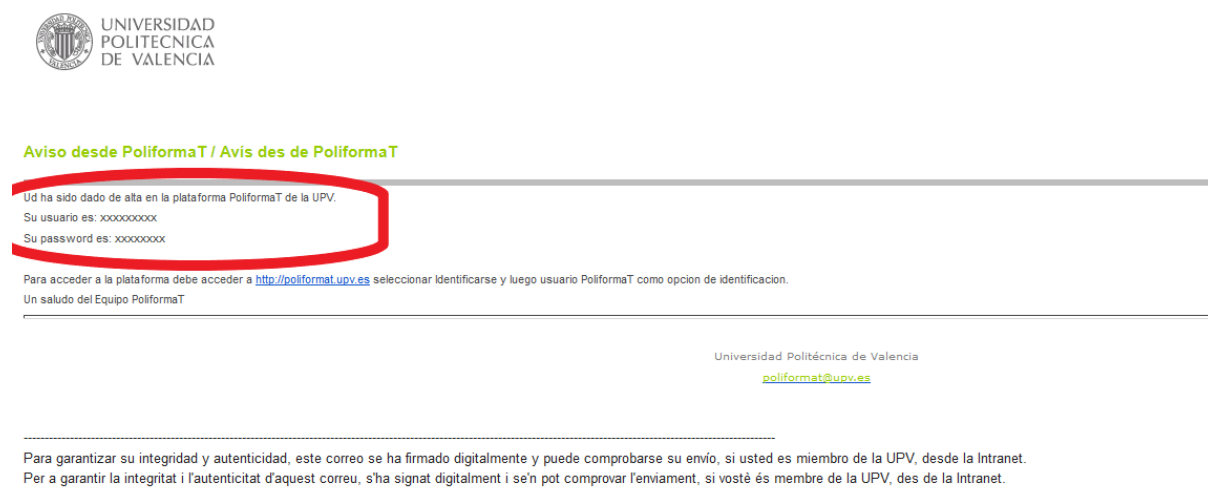 UNIVERSIDAD
POLITECNICA
DE VALENCIA
Aviso desde PoliformaT / Avís des de PoliformaT
Ud ha sido dado de alta en la plataforma PoliformaT de la UPV.
Su usuario es: xxxxxxxxx
Su password es: xxxxxxxx
Para acceder a la plataforma debe acceder a http://poliformat.upv.es seleccionar Identificarse y luego usuario PoliformaT como opcion de identificacion.
Un saludo del Equipo PoliformaT
Universidad Politécnica de Valencia
poliformat@upv.es
Para garantizar su integridad y autenticidad, este correo se ha firmado digitalmente y puede comprobarse su envío, si usted es miembro de la UPV, desde la Intranet.
Per a garantir la integritat i l'autenticitat d'aquest correu, s'ha signat digitalment i se'n pot comprovar l'enviament, si vostè és membre de la UPV, des de la Intranet.